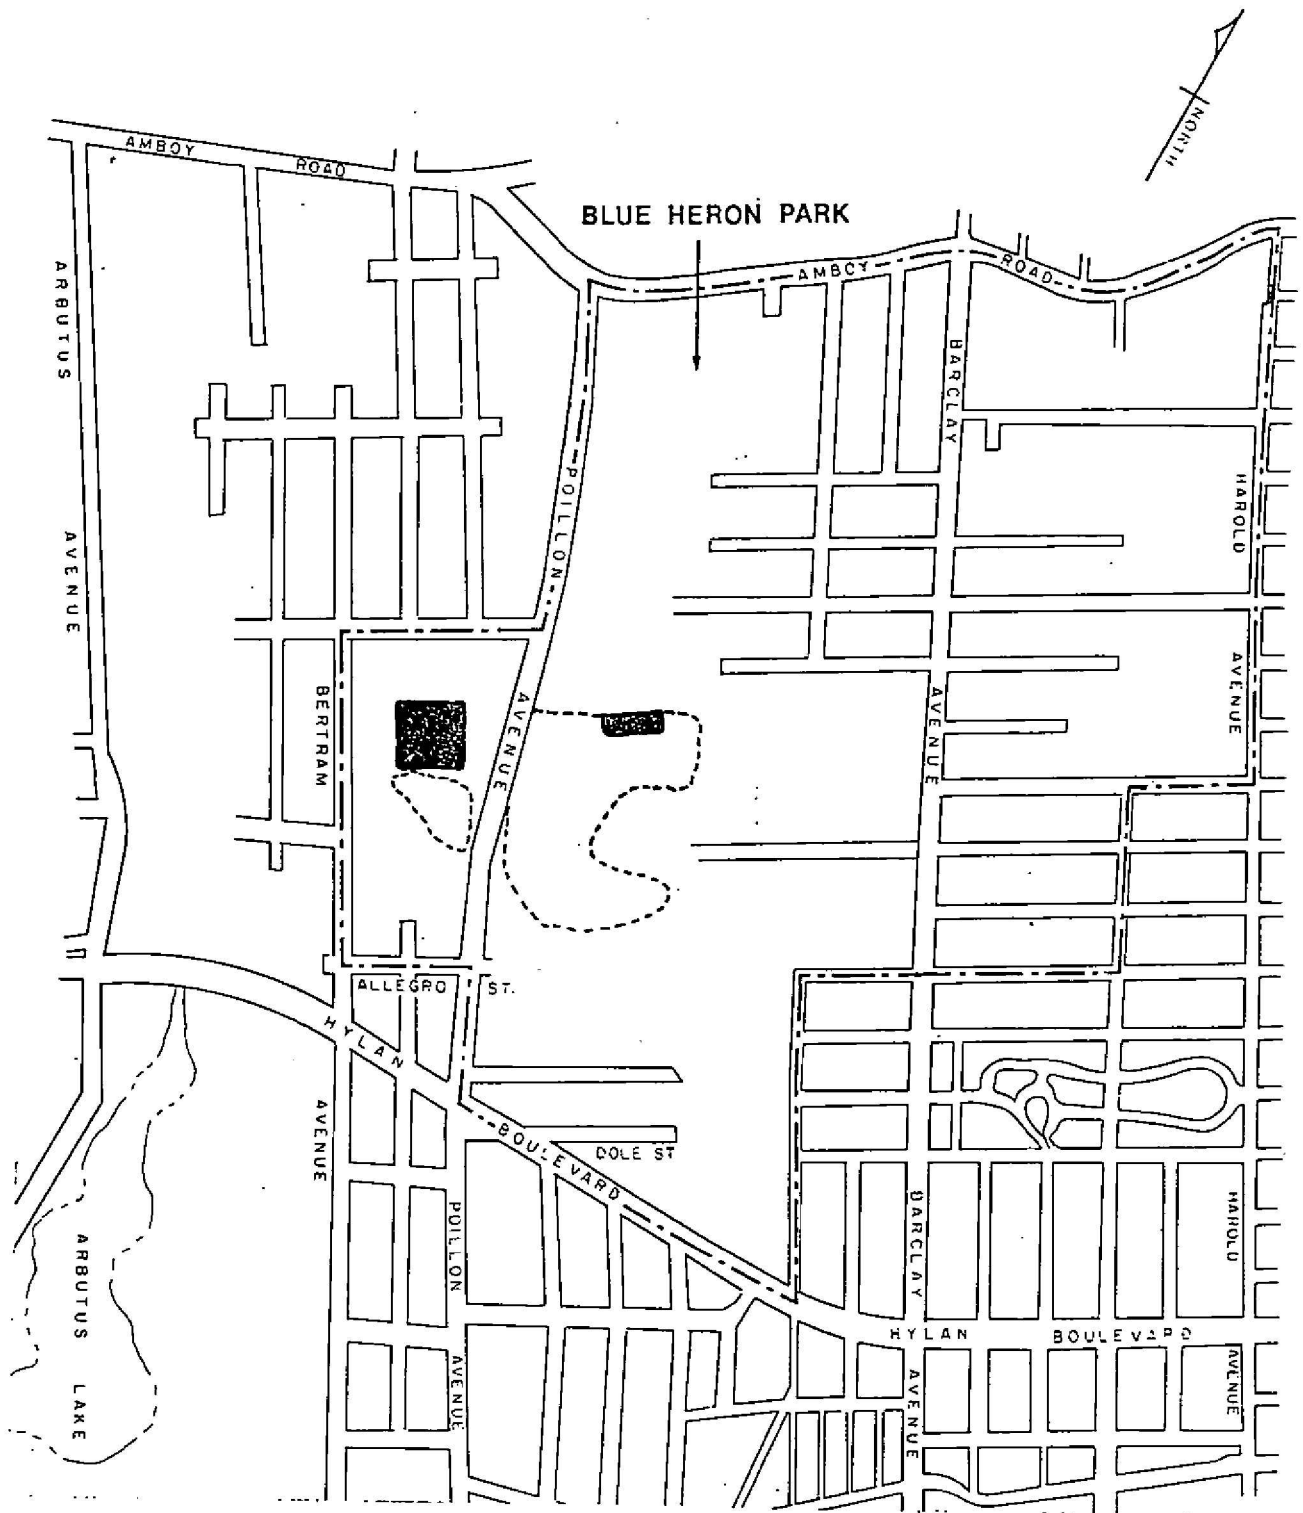 NORTH
AMBOY
ROAD
BLUE HERON PARK
AMBOY
ROAD
ARBUTUS
AVENUE
BARCLAY
AVENUE
HAROLD
AVENUE
POILLON
AVENUE
BERTRAM
AVENUE
ALLEGRO ST.
HYLAN
BOULEVARD
DOLE ST
POILLON
AVENUE
BARCLAY
AVENUE
HAROLD
AVENUE
HYLAN BOULEVARD
ARBUTUS
LAKE